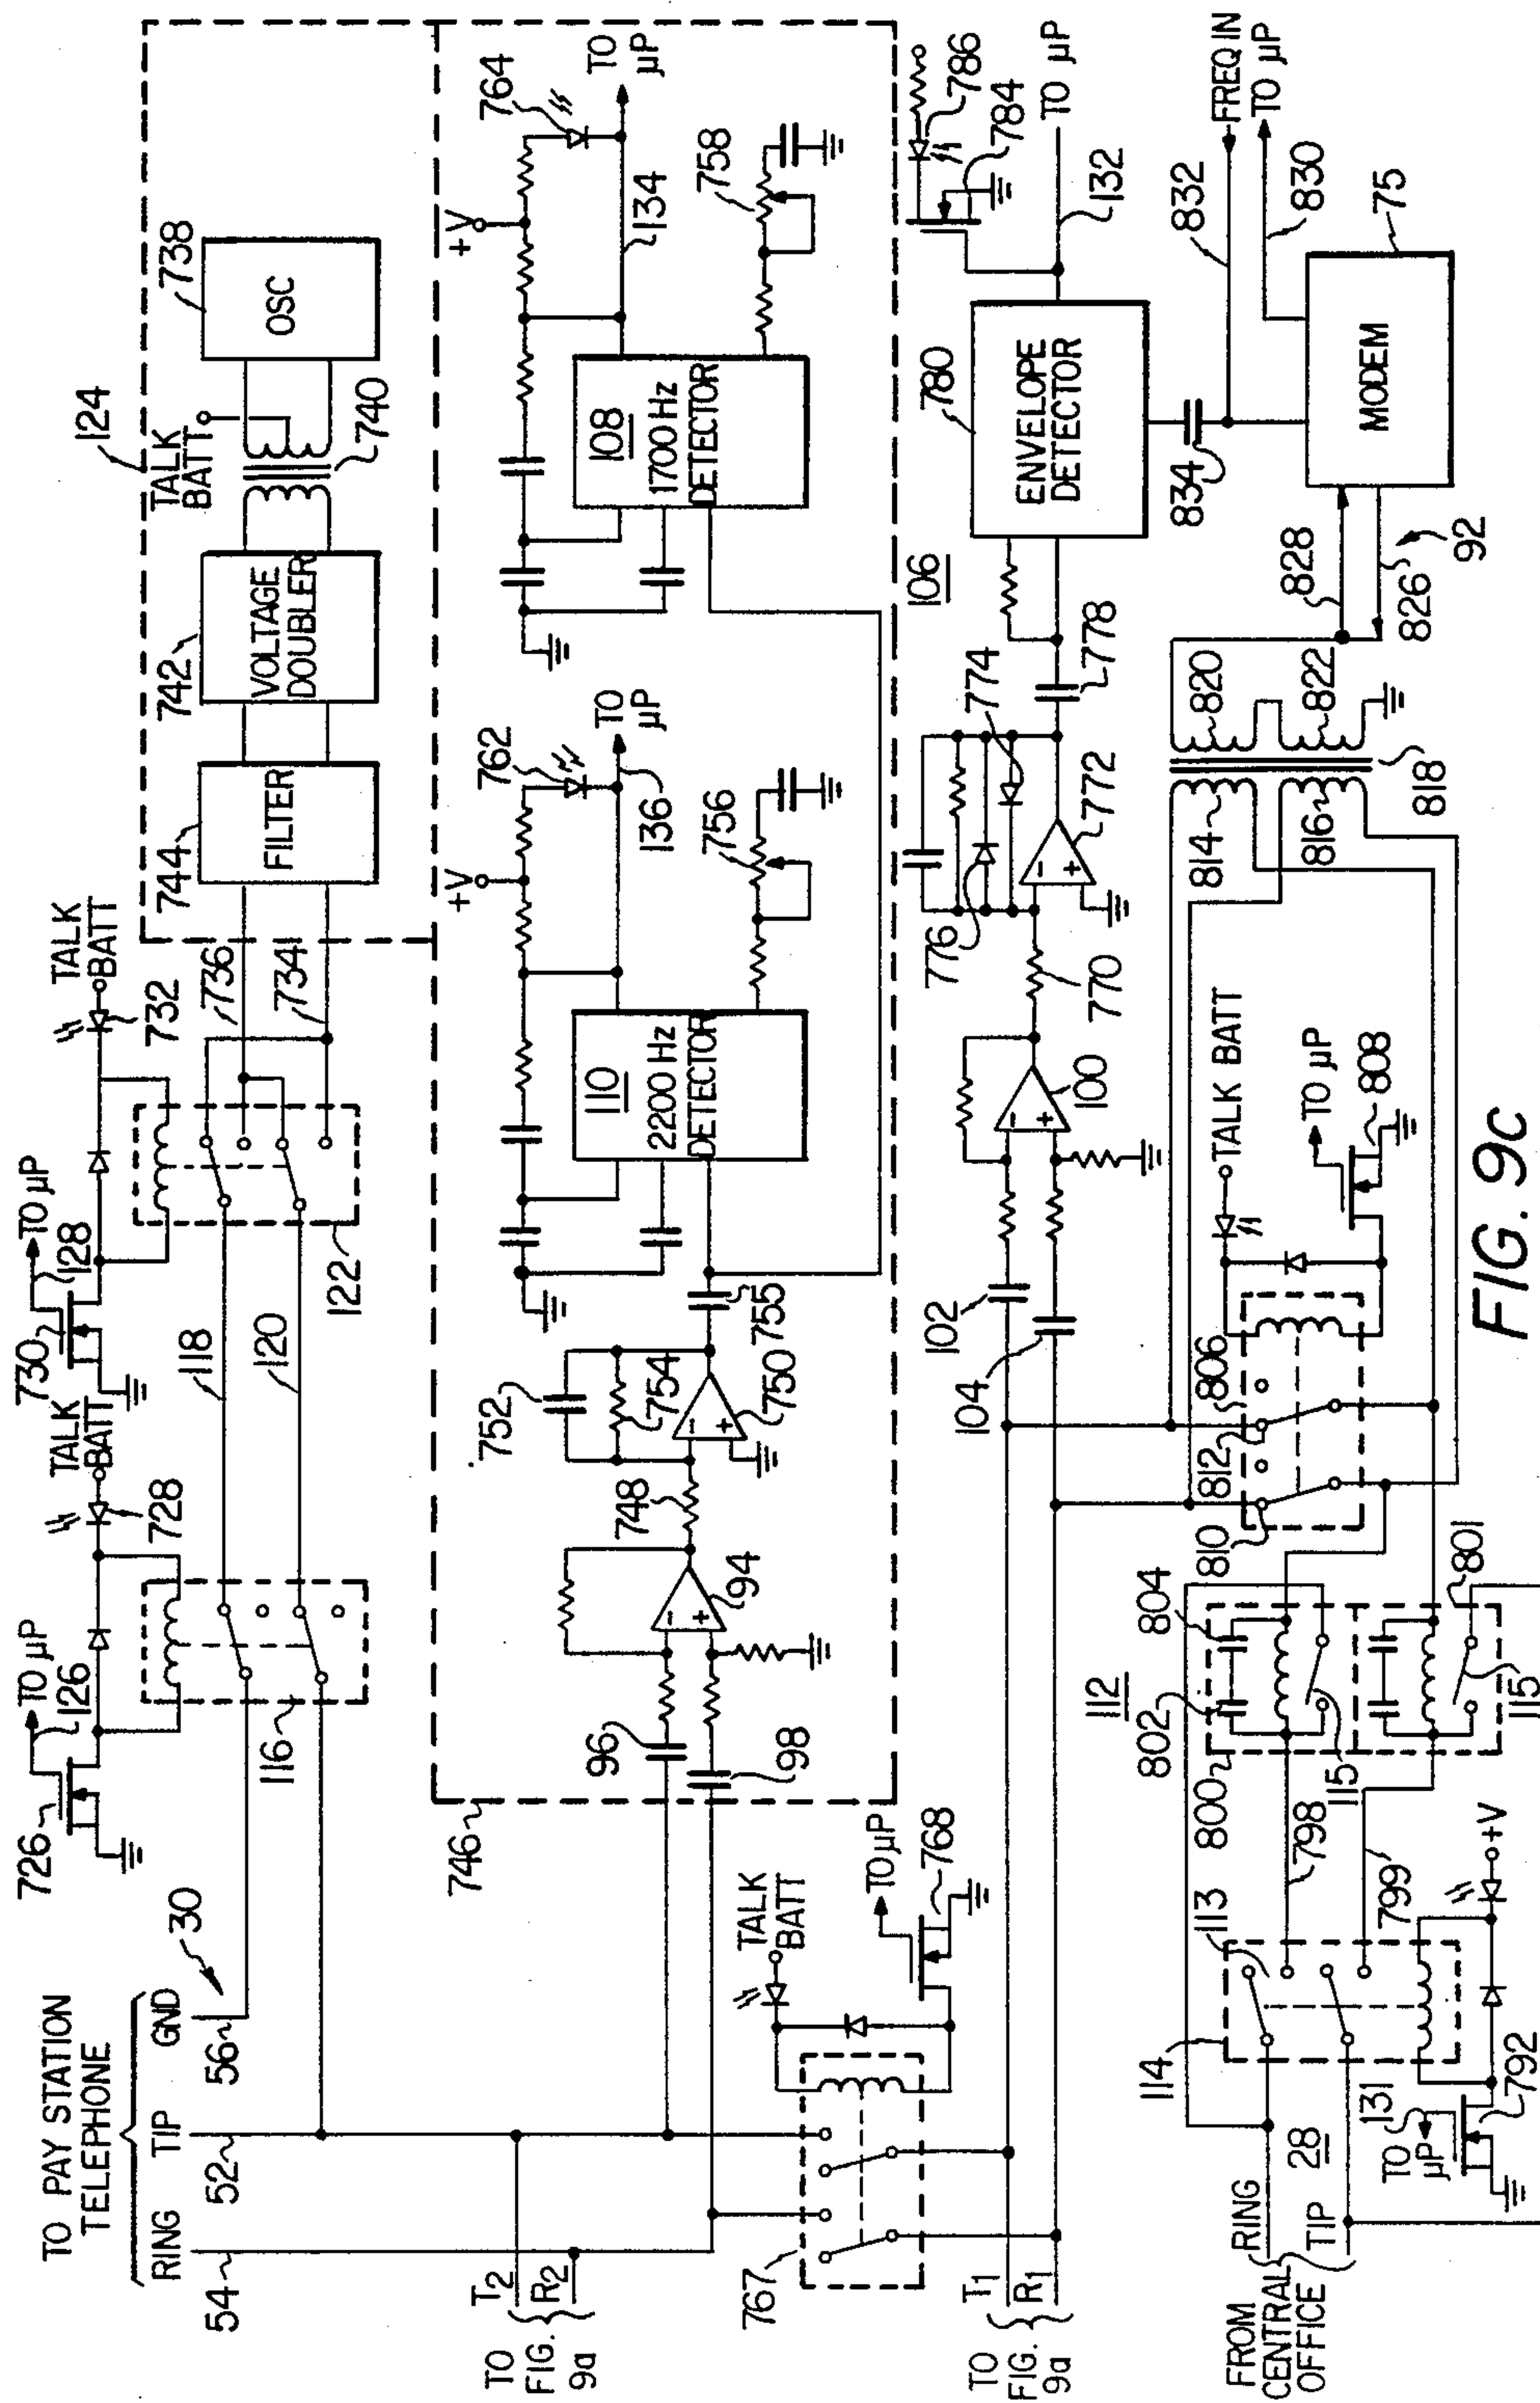 TO PAY STATION
TELEPHONE
RING TIP GND
54
52
56
30
726
TO µP
126
116
728
TALK
BATT
118
120
730
TO µP
128
122
732
TALK
BATT
736
734
744
FILTER
742
VOLTAGE
DOUBLER
740
TALK
BATT
124
738
OSC
746
96
98
94
748
752
754
750
755
110
2200 Hz
DETECTOR
756
762
136
+V
TO
µP
108
1700 Hz
DETECTOR
758
764
134
+V
TO
µP
T2
R2
TO
FIG.
9a
767
TALK
BATT
TO µP
768
T1
R1
TO
FIG.
9a
102
104
100
770
776
772
774
778
106
780
ENVELOPE
DETECTOR
786
784
132
TO µP
FROM
CENTRAL
OFFICE
RING
TIP
28
114
113
TO
µP
131
792
+V
798
799
800
802
804
112
115
801
115
810
812
806
TALK BATT
TO µP
808
814
816
818
820
822
828
826
92
834
832
FREQ IN
TO µP
830
MODEM
75
FIG. 9c